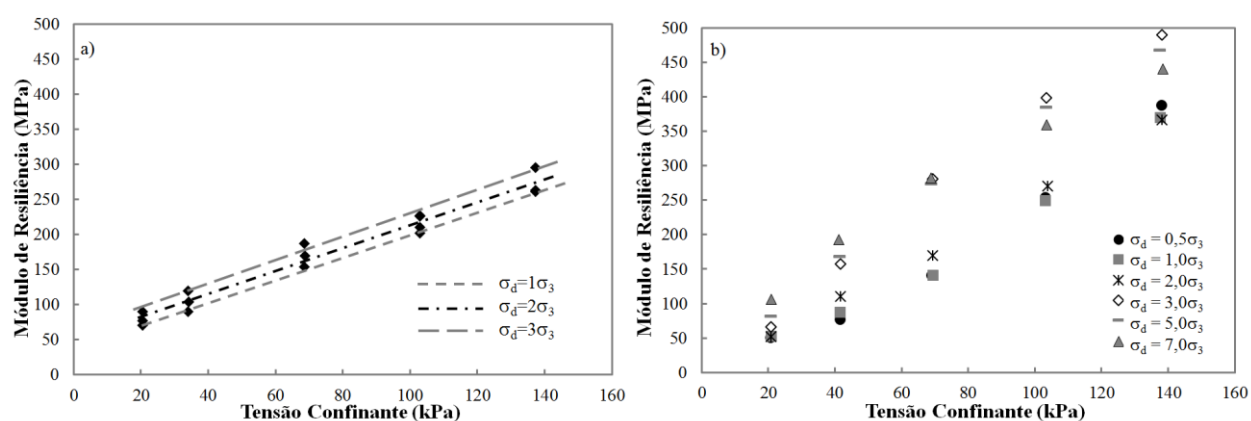 a)
Módulo de Resiliência (MPa)
500
450
400
350
300
250
200
150
100
50
0
σd=1σ3
σd=2σ3
σd=3σ3
0 20 40 60 80 100 120 140 160
Tensão Confinante (kPa)
b)
Módulo de Resiliência (MPa)
500
450
400
350
300
250
200
150
100
50
0
σd = 0,5σ3
σd = 1,0σ3
σd = 2,0σ3
σd = 3,0σ3
σd = 5,0σ3
σd = 7,0σ3
0 20 40 60 80 100 120 140 160
Tensão Confinante (kPa)